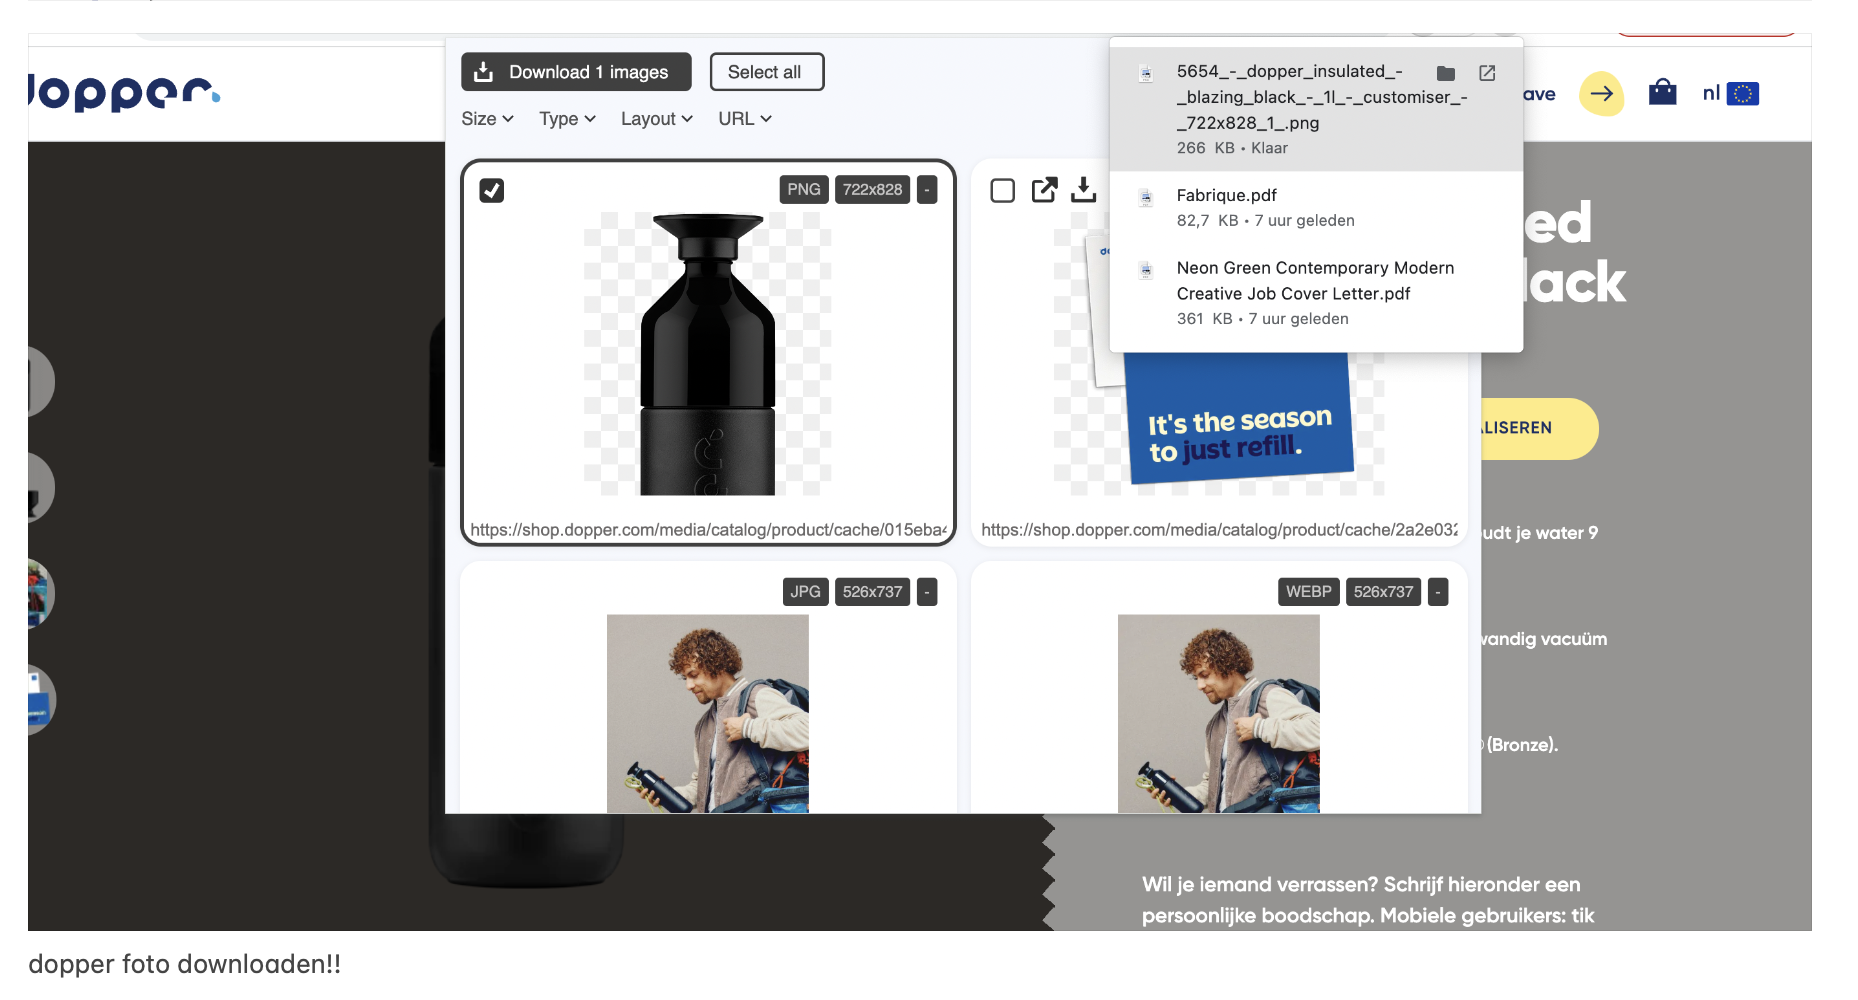 dopper
Download 1 images
Select all
Size
Type
Layout
URL
5654_-_dopper_insulated_-
_blazing_black_-_1l_-_customiser_-
_722x828_1_.png
266 KB • Klaar
Fabrique.pdf
82,7 KB • 7 uur geleden
Neon Green Contemporary Modern
Creative Job Cover Letter.pdf
361 KB • 7 uur geleden
ave
nl
PNG
722x828
-
https://shop.dopper.com/media/catalog/product/cache/015eba4
It's the season
to just refill.
https://shop.dopper.com/media/catalog/product/cache/2a2e032
JPG
526x737
-
WEBP
526x737
-
ed
lack
LISEREN
udt je water 9
wandig vacuüm
(Bronze).
Wil je iemand verrassen? Schrijf hieronder een
persoonlijke boodschap. Mobiele gebruikers: tik
dopper foto downloaden!!